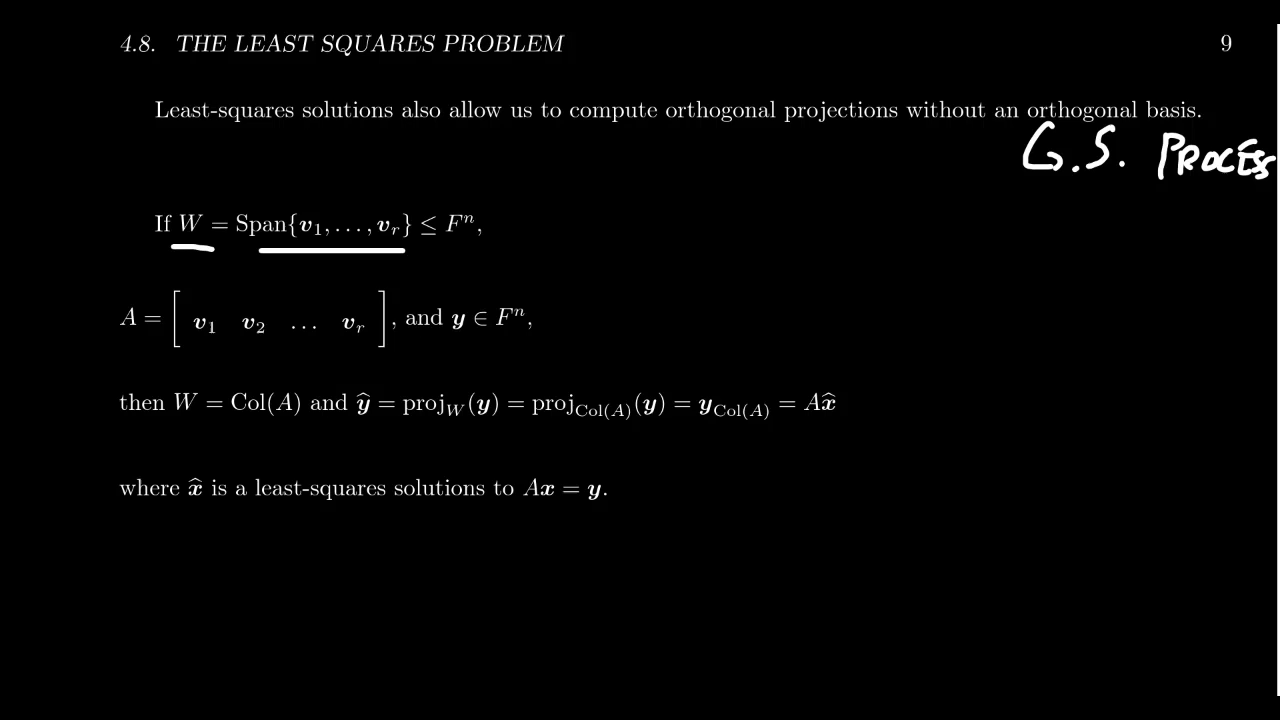 4.8. THE LEAST SQUARES PROBLEM 9
Least-squares solutions also allow us to compute orthogonal projections without an orthogonal basis.
G.S. PROCES
If W = Span{v₁, . . . , vᵣ} ≤ Fⁿ,
A = [ v₁ v₂ . . . vᵣ ], and y ∈ Fⁿ,
then W = Col(A) and ŷ = proj_W(y) = proj_Col(A)(y) = y_Col(A) = Ax̂
where x̂ is a least-squares solutions to Ax = y.